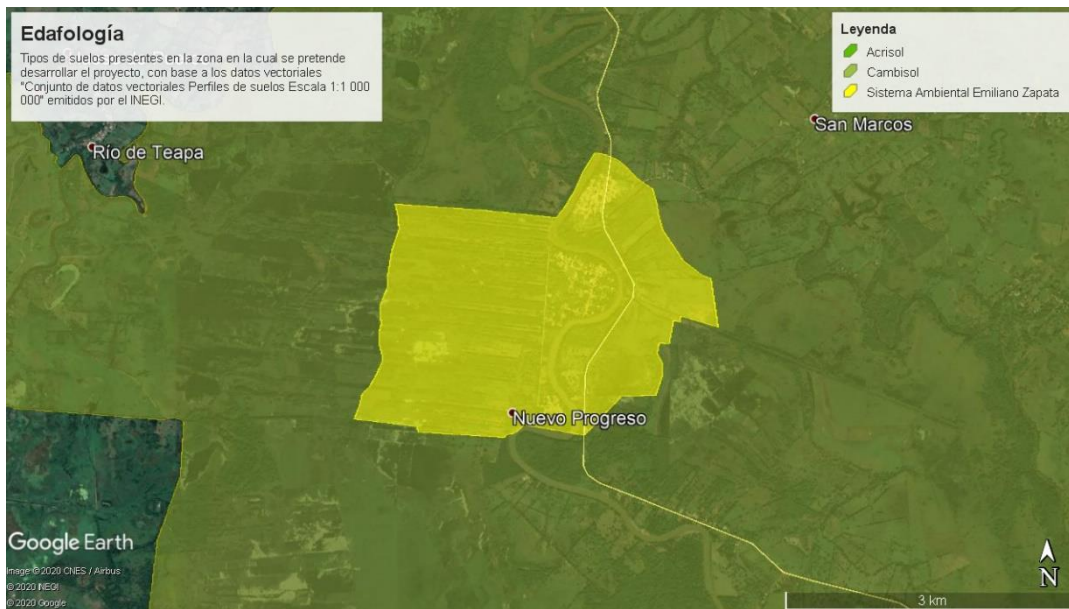 Edafología
Tipos de suelos presentes en la zona en la cual se pretende
desarrollar el proyecto, con base a los datos vectoriales
"Conjunto de datos vectoriales Perfiles de suelos Escala 1:1 000
000" emitidos por el INEGI.
Leyenda
Acrisol
Cambisol
Sistema Ambiental Emiliano Zapata
San Marcos
Río de Teapa
Nuevo Progreso
Google Earth
Image © 2020 CNES / Airbus
© 2020 INEGI
© 2020 Google
N
3 km